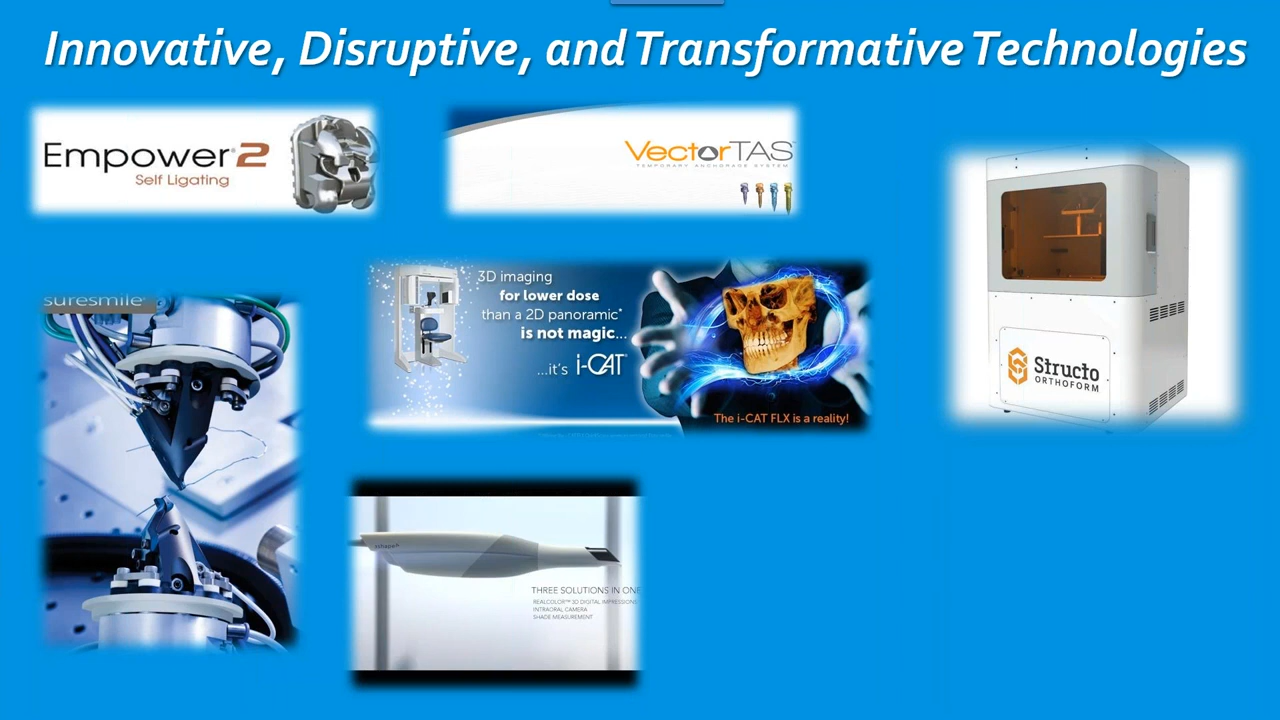 Innovative, Disruptive, and Transformative Technologies
Empower®2
Self Ligating
VectorTAS
TEMPORARY ANCHORAGE SYSTEM
3D imaging
for lower dose
than a 2D panoramic*
is not magic...
...it's i-CAT
The i-CAT FLX is a reality!
Structo
ORTHOFORM
suresmile®
THREE SOLUTIONS IN ONE
REALCOLOR™ 3D DIGITAL IMPRESSIONS
INTRAORAL CAMERA
SHADE MEASUREMENT